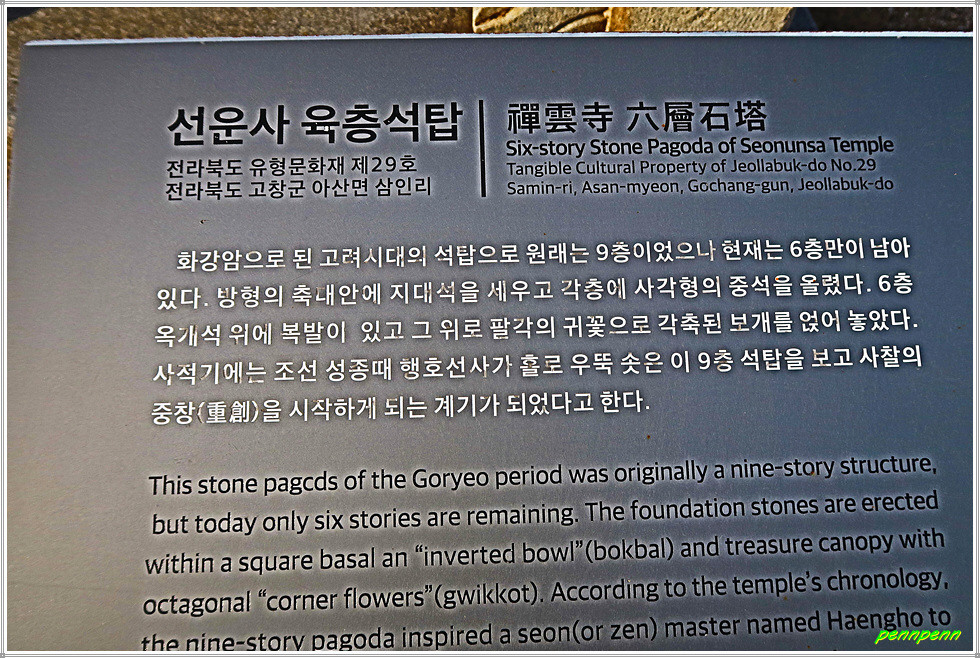 선운사 육층석탑
전라북도 유형문화재 제29호
전라북도 고창군 아산면 삼인리
禪雲寺 六層石塔
Six-story Stone Pagoda of Seonunsa Temple
Tangible Cultural Property of Jeollabuk-do No.29
Samin-ri, Asan-myeon, Gochang-gun, Jeollabuk-do
화강암으로 된 고려시대의 석탑으로 원래는 9층이었으나 현재는 6층만이 남아
있다. 방형의 축대안에 지대석을 세우고 각층에 사각형의 중석을 올렸다. 6층
옥개석 위에 복발이 있고 그 위로 팔각의 귀꽃으로 각축된 보개를 얹어 놓았다.
사적기에는 조선 성종때 행호선사가 홀로 우뚝 솟은 이 9층 석탑을 보고 사찰의
중창(重創)을 시작하게 되는 계기가 되었다고 한다.
This stone pagcds of the Goryeo period was originally a nine-story structure,
but today only six stories are remaining. The foundation stones are erected
within a square basal an “inverted bowl”(bokbal) and treasure canopy with
octagonal “corner flowers”(gwikkot). According to the temple's chronology,
the nine-story pagoda inspired a seon(or zen) master named Haengho to
pennpenn